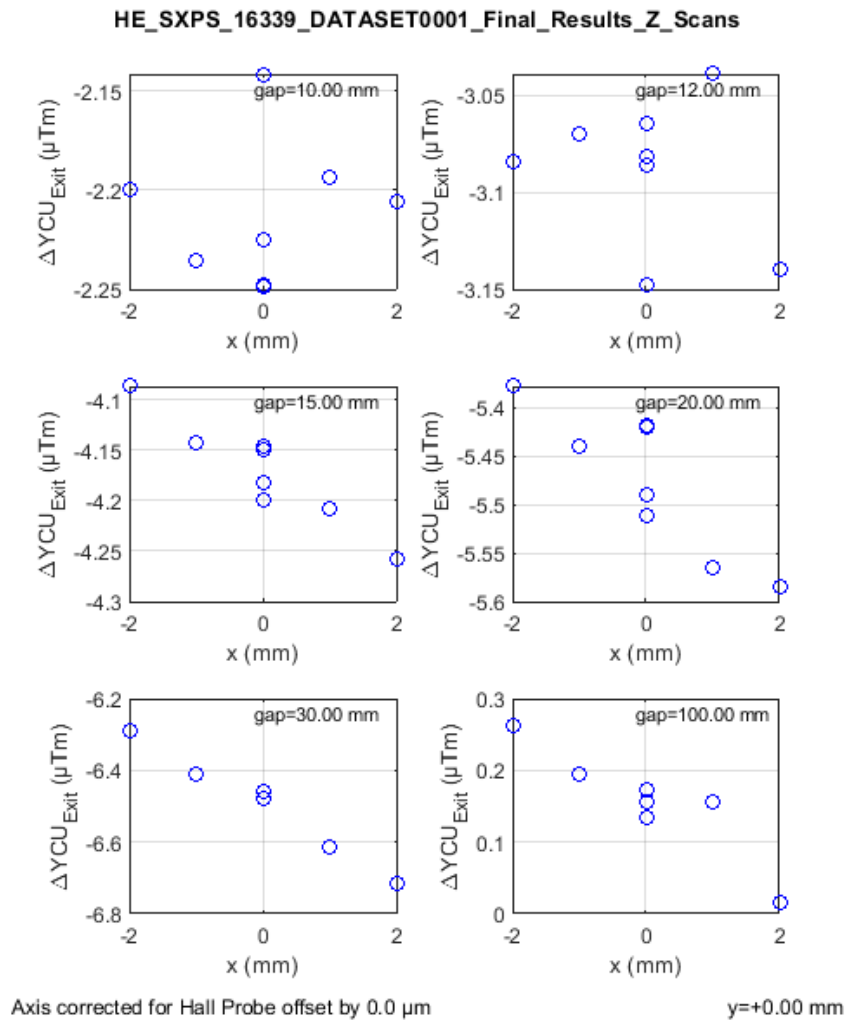 HE_SXPS_16339_DATASET0001_Final_Results_Z_Scans
gap=10.00 mm
ΔYCU_Exit (µTm)
-2.15
-2.2
-2.25
-2 0 2
x (mm)
gap=12.00 mm
ΔYCU_Exit (µTm)
-3.05
-3.1
-3.15
-2 0 2
x (mm)
gap=15.00 mm
ΔYCU_Exit (µTm)
-4.1
-4.15
-4.2
-4.25
-4.3
-2 0 2
x (mm)
gap=20.00 mm
ΔYCU_Exit (µTm)
-5.4
-5.45
-5.5
-5.55
-5.6
-2 0 2
x (mm)
gap=30.00 mm
ΔYCU_Exit (µTm)
-6.2
-6.4
-6.6
-6.8
-2 0 2
x (mm)
gap=100.00 mm
ΔYCU_Exit (µTm)
0.3
0.2
0.1
0
-2 0 2
x (mm)
Axis corrected for Hall Probe offset by 0.0 µm
y=+0.00 mm